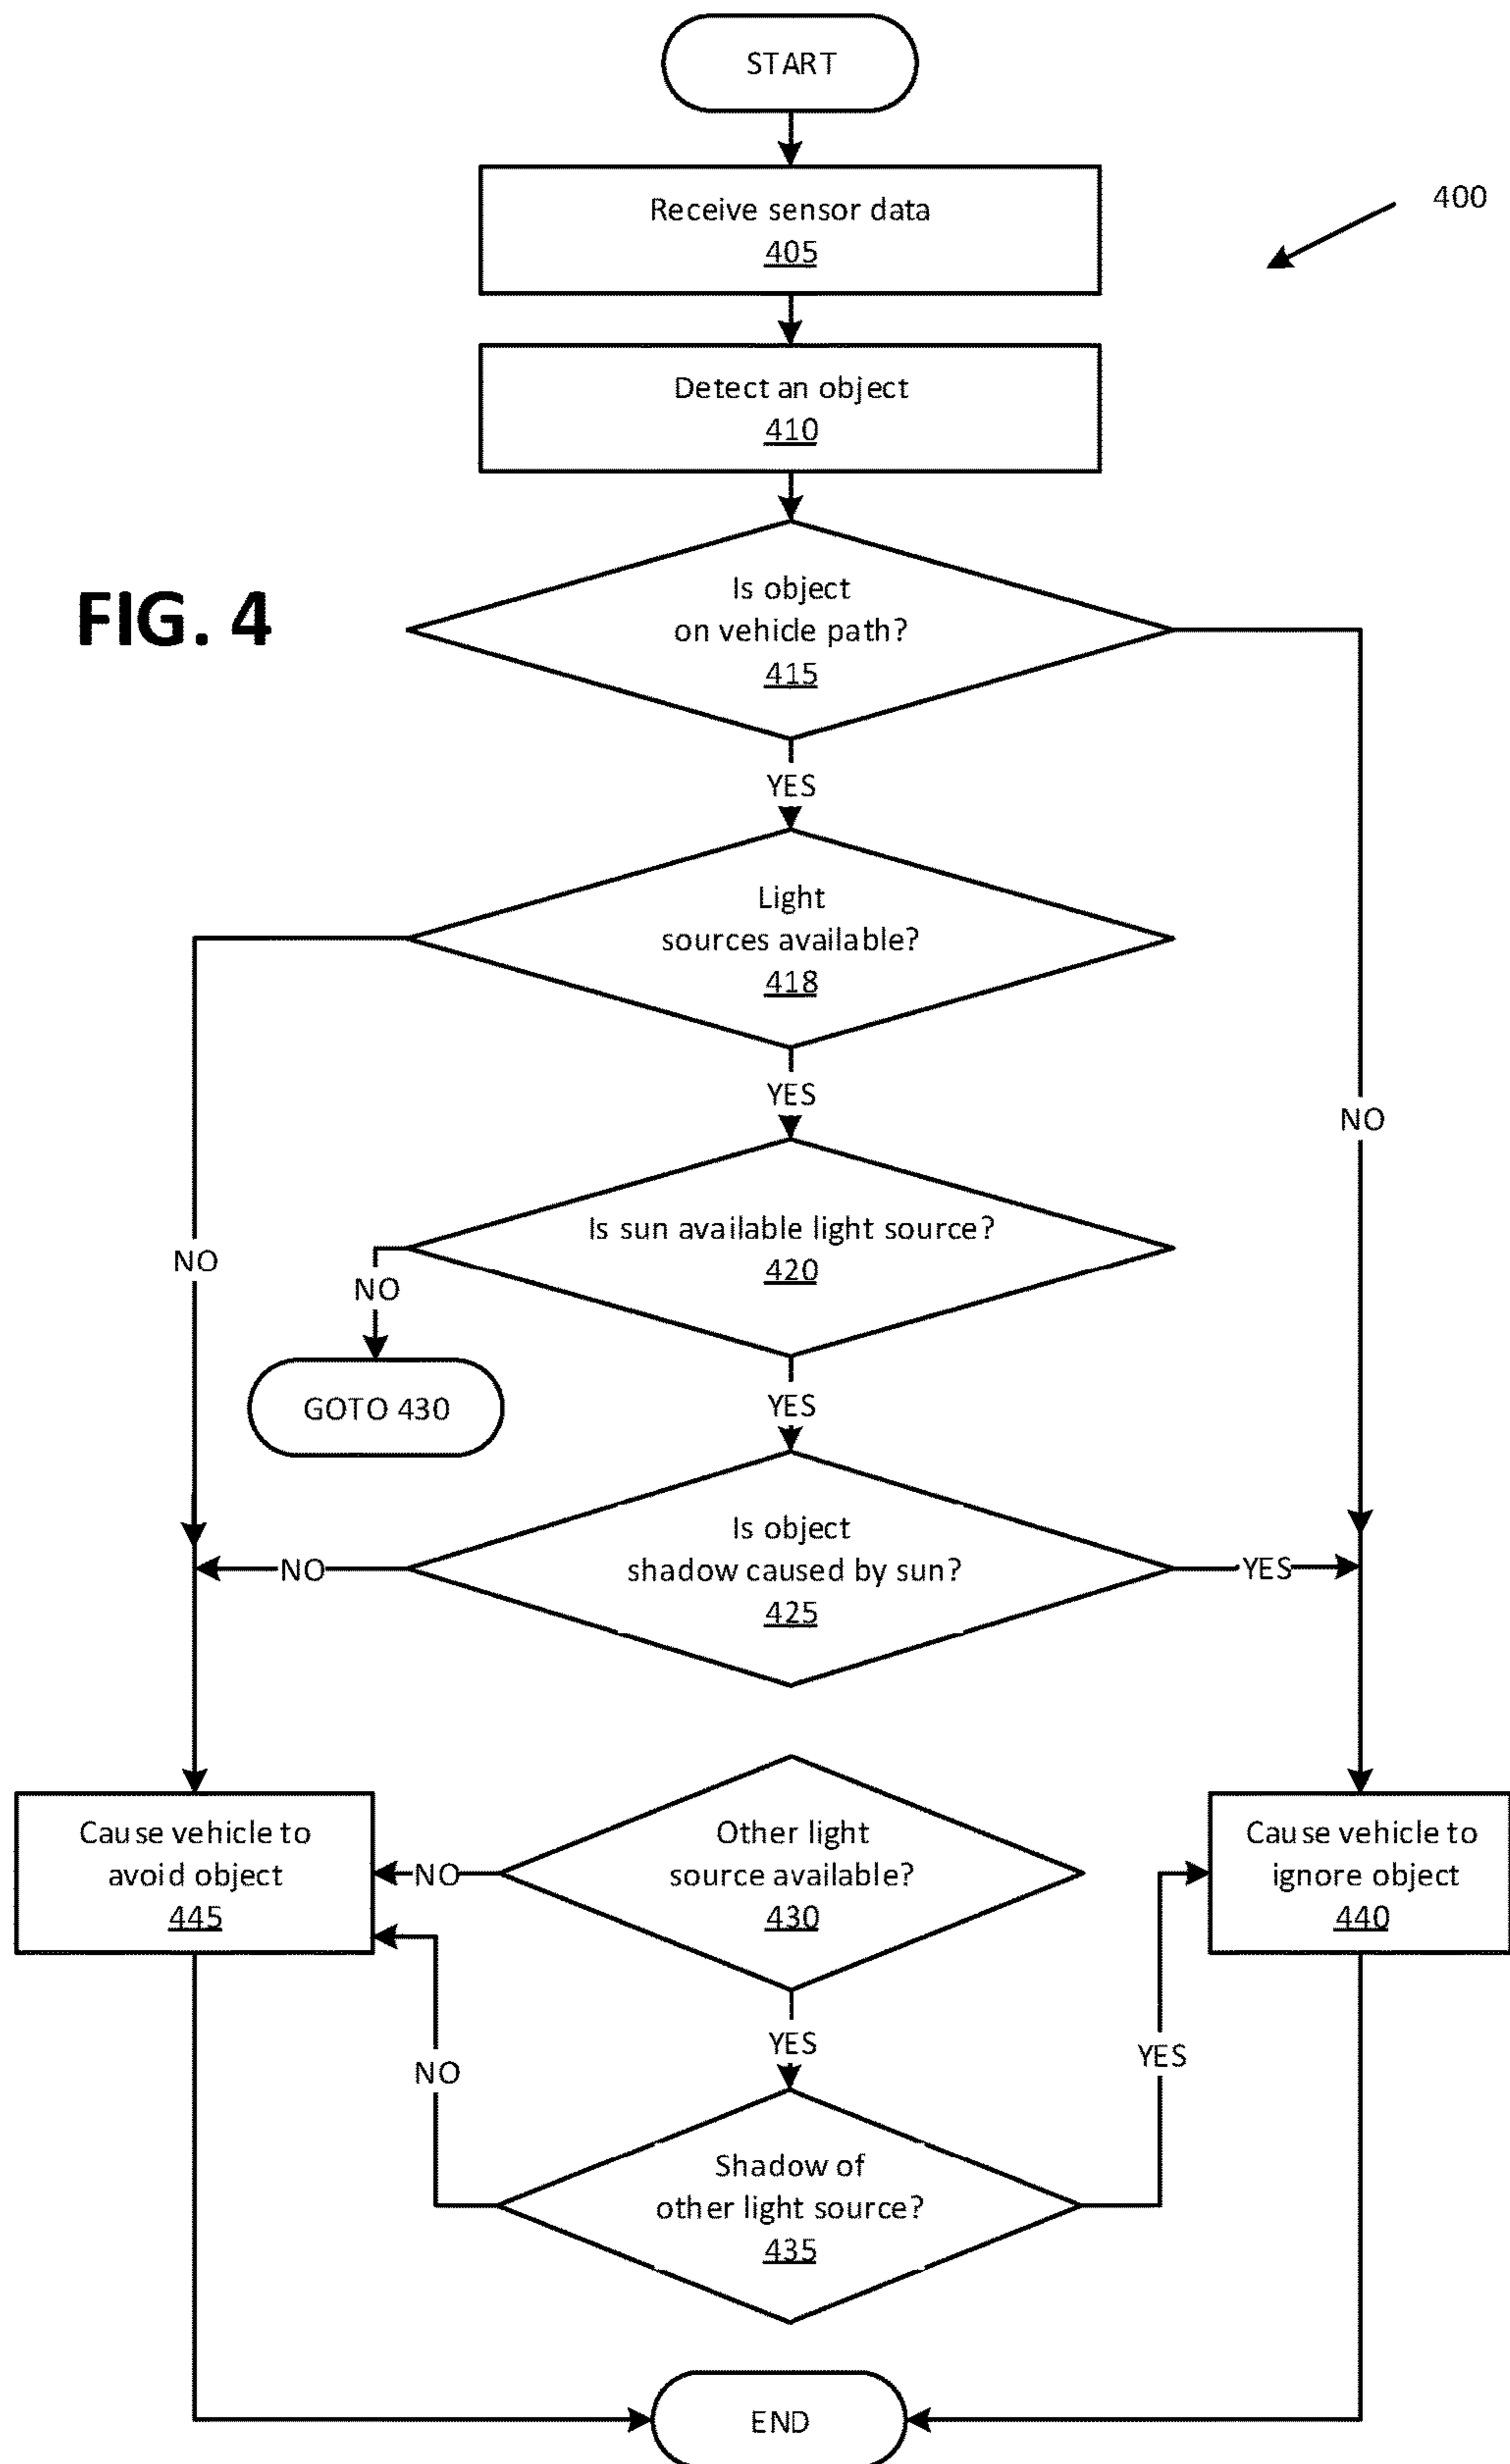 START
Receive sensor data
405
400
Detect an object
410
FIG. 4
Is object
on vehicle path?
415
YES
Light
sources available?
418
YES
NO
Is sun available light source?
420
NO
NO
GOTO 430
YES
Is object
shadow caused by sun?
425
NO
YES
Cause vehicle to
avoid object
445
NO
Other light
source available?
430
Cause vehicle to
ignore object
440
YES
YES
NO
Shadow of
other light source?
435
END